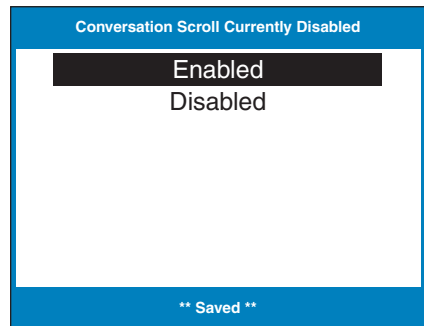 Conversation Scroll Currently Disabled
Enabled
Disabled
** Saved **